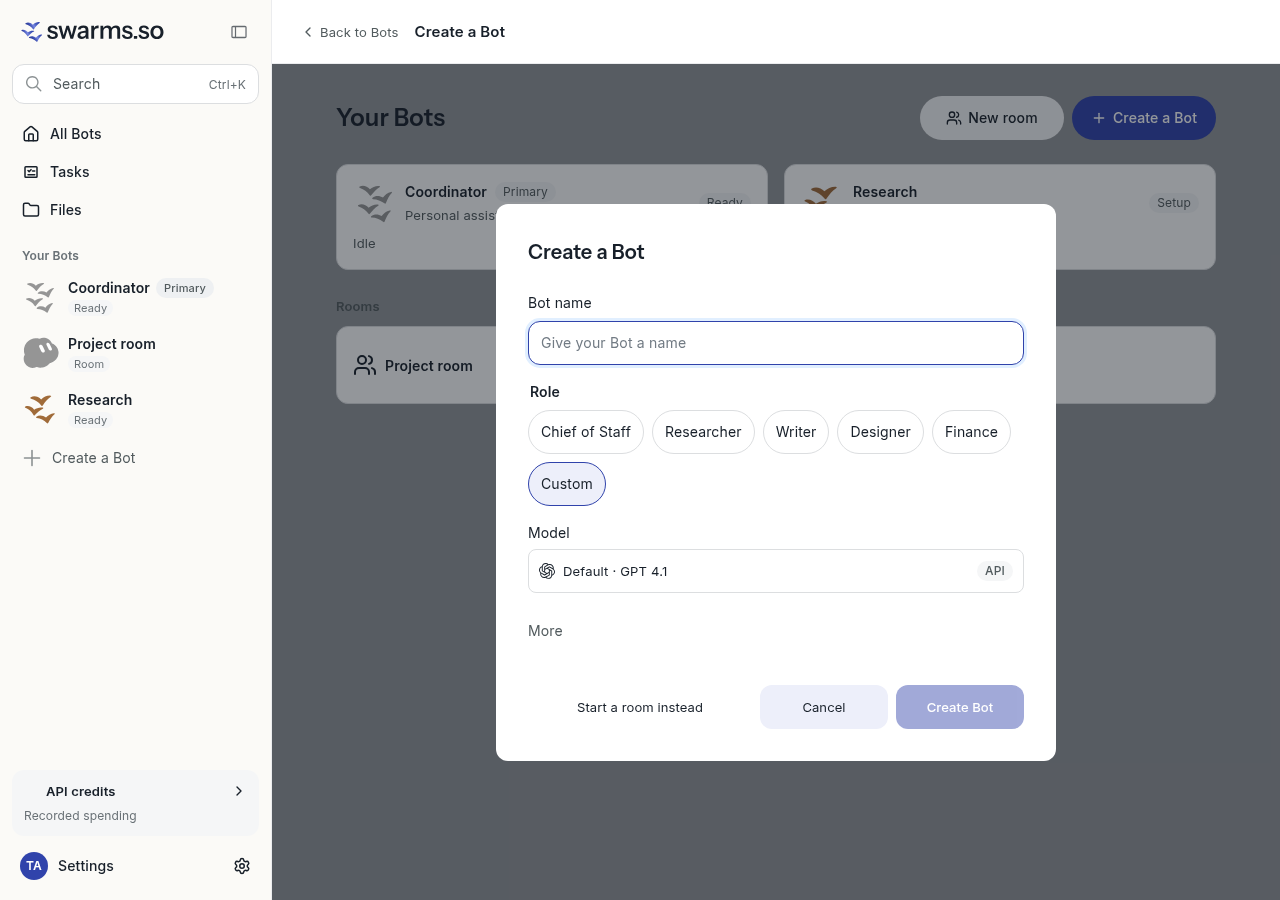 swarms.so
Search Ctrl+K
All Bots
Tasks
Files
Your Bots
Coordinator Primary
Ready
Project room
Room
Research
Ready
Create a Bot
API credits
Recorded spending
TA Settings
Back to Bots Create a Bot
Your Bots
New room
Create a Bot
Coordinator Primary
Personal assis
Ready
Idle
Research
Setup
Rooms
Project room
Create a Bot
Bot name
Give your Bot a name
Role
Chief of Staff Researcher Writer Designer Finance
Custom
Model
Default · GPT 4.1 API
More
Start a room instead Cancel Create Bot